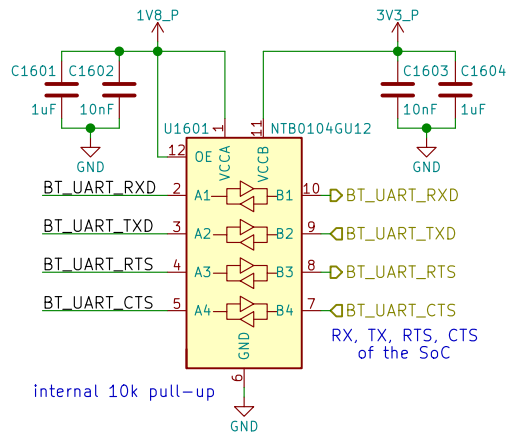 1V8_P
3V3_P
C1601
C1602
C1603
C1604
1uF
10nF
10nF
1uF
GND
GND
U1601
NTB0104GU12
1
11
VCCA
VCCB
12
OE
BT_UART_RXD
2
A1
B1
10
BT_UART_RXD
BT_UART_TXD
3
A2
B2
9
BT_UART_TXD
BT_UART_RTS
4
A3
B3
8
BT_UART_RTS
BT_UART_CTS
5
A4
B4
7
BT_UART_CTS
GND
6
GND
RX, TX, RTS, CTS
of the SoC
internal 10k pull-up